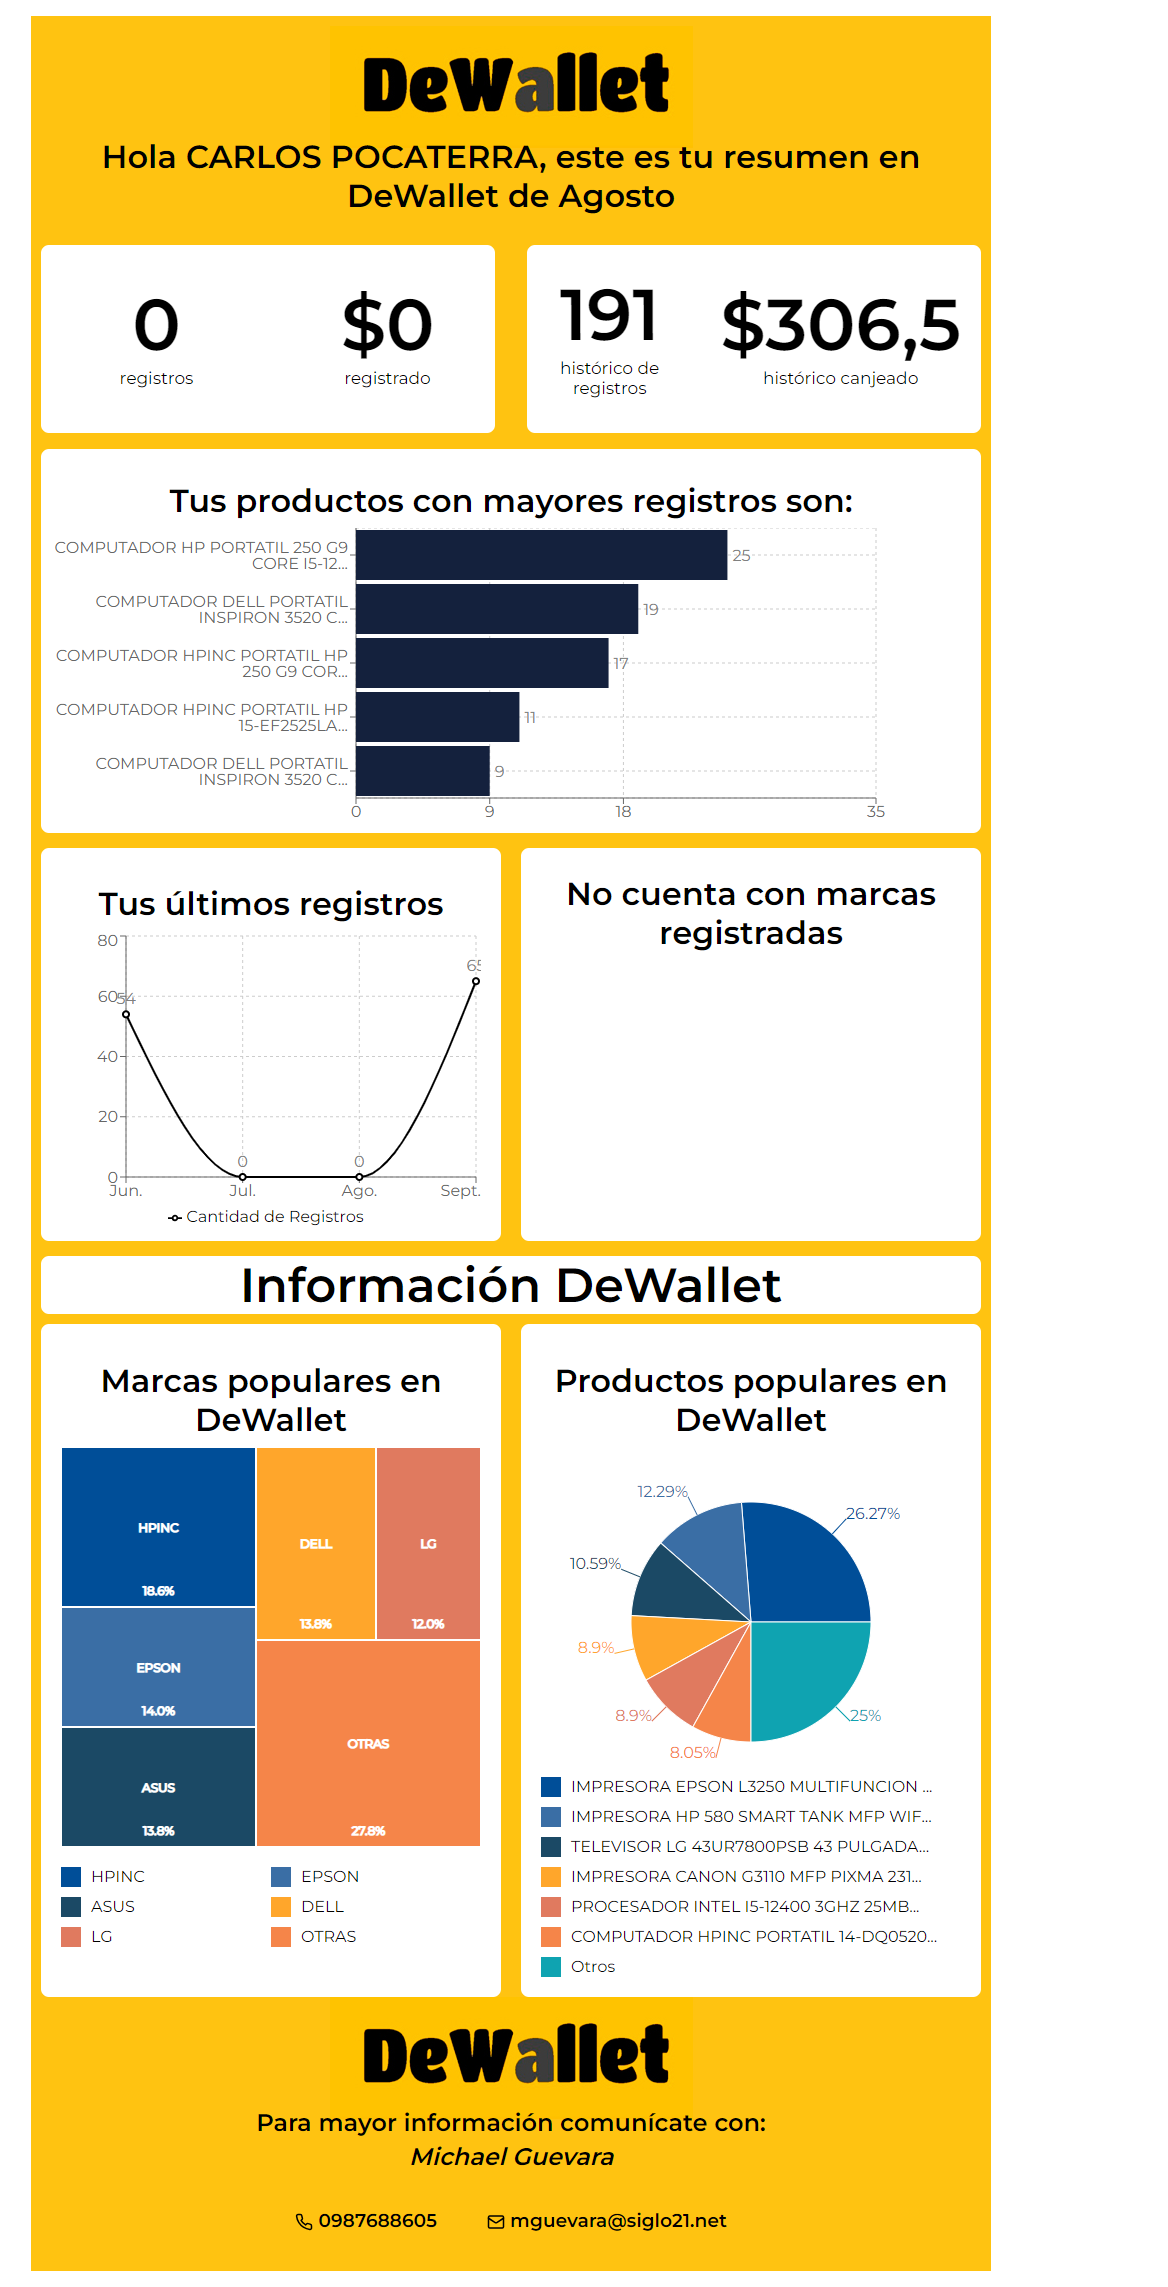 DeWallet
Hola CARLOS POCATERRA, este es tu resumen en
DeWallet de Agosto
0
registros
$0
registrado
191
histórico de
registros
$306,5
histórico canjeado
Tus productos con mayores registros son:
COMPUTADOR HP PORTATIL 250 G9
CORE I5-12...
25
COMPUTADOR DELL PORTATIL
INSPIRON 3520 C...
19
COMPUTADOR HPINC PORTATIL HP
250 G9 COR...
17
COMPUTADOR HPINC PORTATIL HP
15-EF2525LA...
11
COMPUTADOR DELL PORTATIL
INSPIRON 3520 C...
9
0 9 18 35
Tus últimos registros
80
65
60
54
40
20
0
0
0
Jun. Jul. Ago. Sept.
Cantidad de Registros
No cuenta con marcas
registradas
Información DeWallet
Marcas populares en
DeWallet
HPINC
18.6%
DELL
13.8%
LG
12.0%
EPSON
14.0%
ASUS
13.8%
OTRAS
27.8%
HPINC
EPSON
ASUS
DELL
LG
OTRAS
Productos populares en
DeWallet
12.29%
26.27%
10.59%
8.9%
8.9%
25%
8.05%
IMPRESORA EPSON L3250 MULTIFUNCION ...
IMPRESORA HP 580 SMART TANK MFP WIF...
TELEVISOR LG 43UR7800PSB 43 PULGADA...
IMPRESORA CANON G3110 MFP PIXMA 231...
PROCESADOR INTEL I5-12400 3GHZ 25MB...
COMPUTADOR HPINC PORTATIL 14-DQ0520...
Otros
DeWallet
Para mayor información comunícate con:
Michael Guevara
0987688605
mguevara@siglo21.net